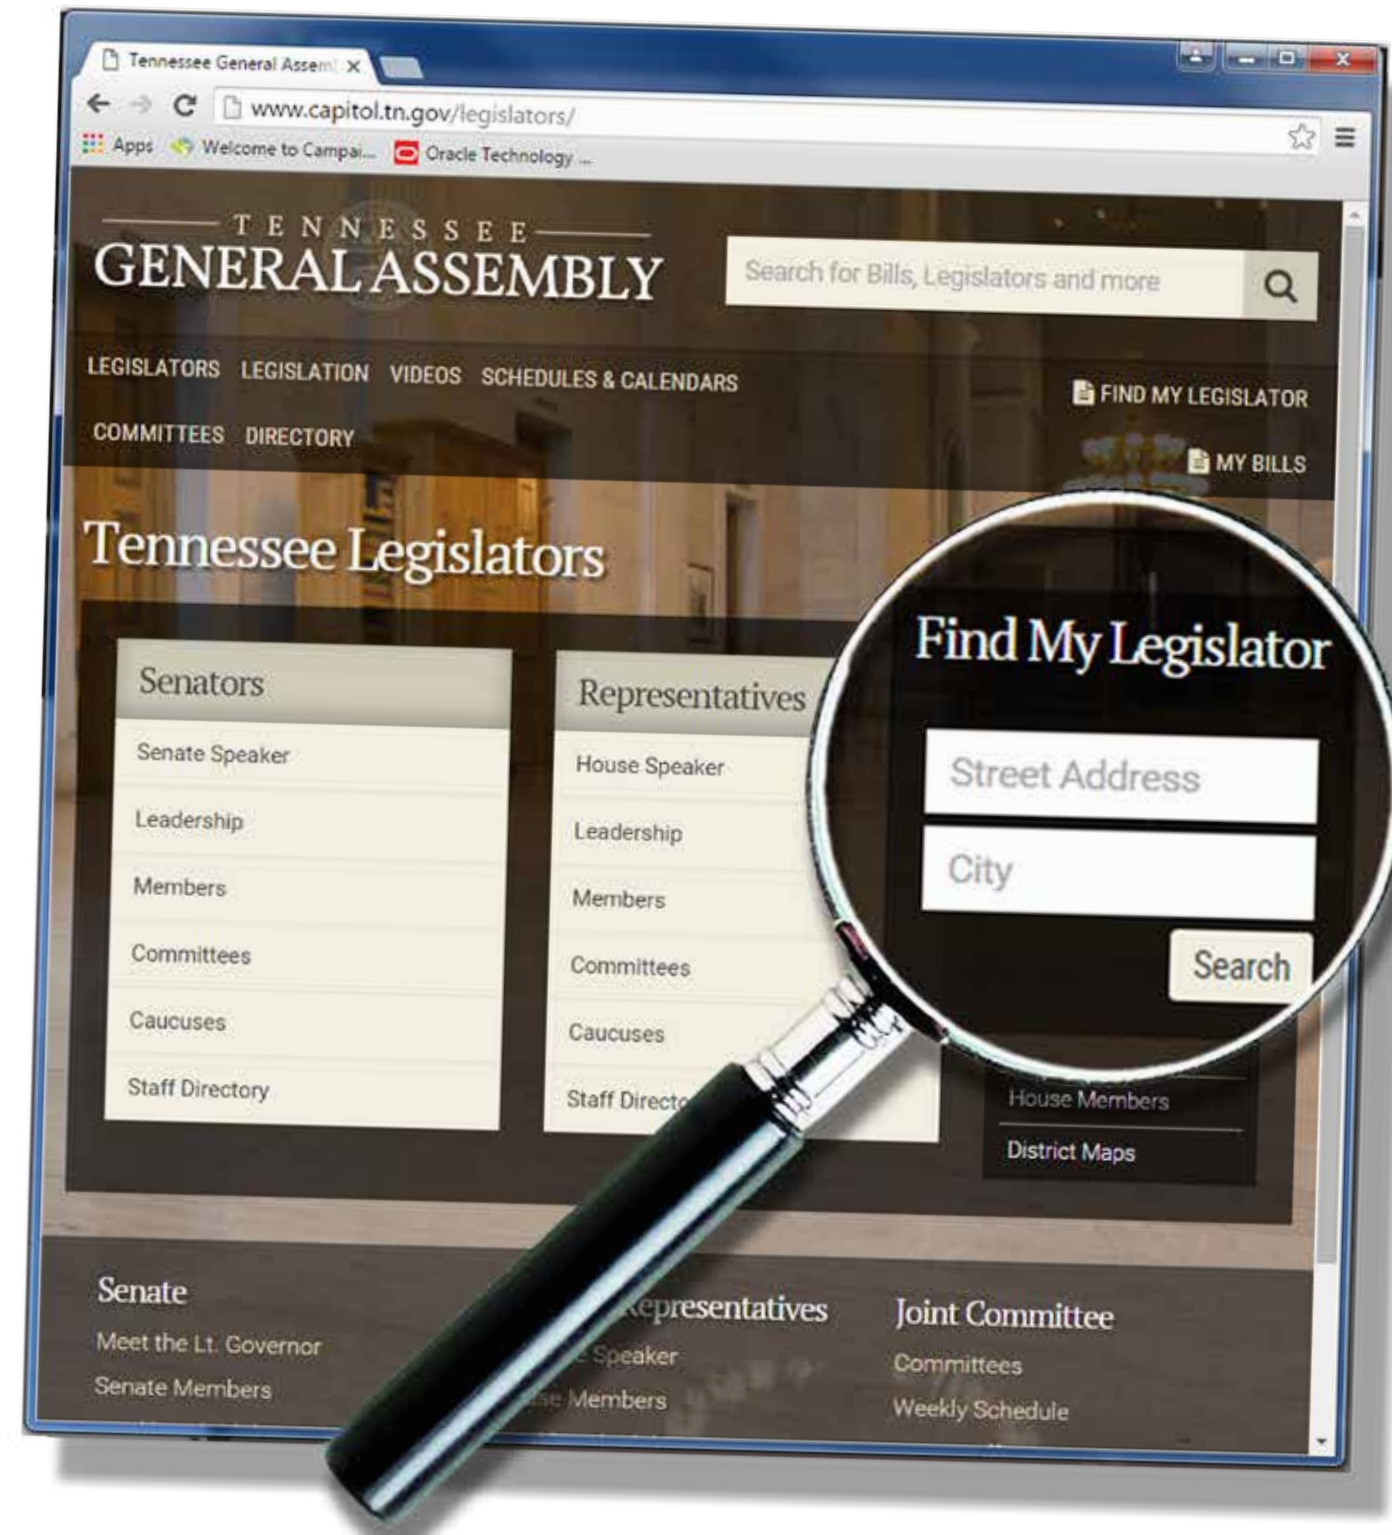 Tennessee General Assem
www.capitol.tn.gov/legislators/
Apps Welcome to Campai... Oracle Technology ...
TENNESSEE
GENERAL ASSEMBLY
Search for Bills, Legislators and more
LEGISLATORS LEGISLATION VIDEOS SCHEDULES & CALENDARS
FIND MY LEGISLATOR
COMMITTEES DIRECTORY
MY BILLS
Tennessee Legislators
Senators
Senate Speaker
Leadership
Members
Committees
Caucuses
Staff Directory
Representatives
House Speaker
Leadership
Members
Committees
Caucuses
Staff Directo
Find My Legislator
Street Address
City
Search
House Members
District Maps
Senate
Meet the Lt. Governor
Senate Members
epresentatives
Speaker
se Members
Joint Committee
Committees
Weekly Schedule